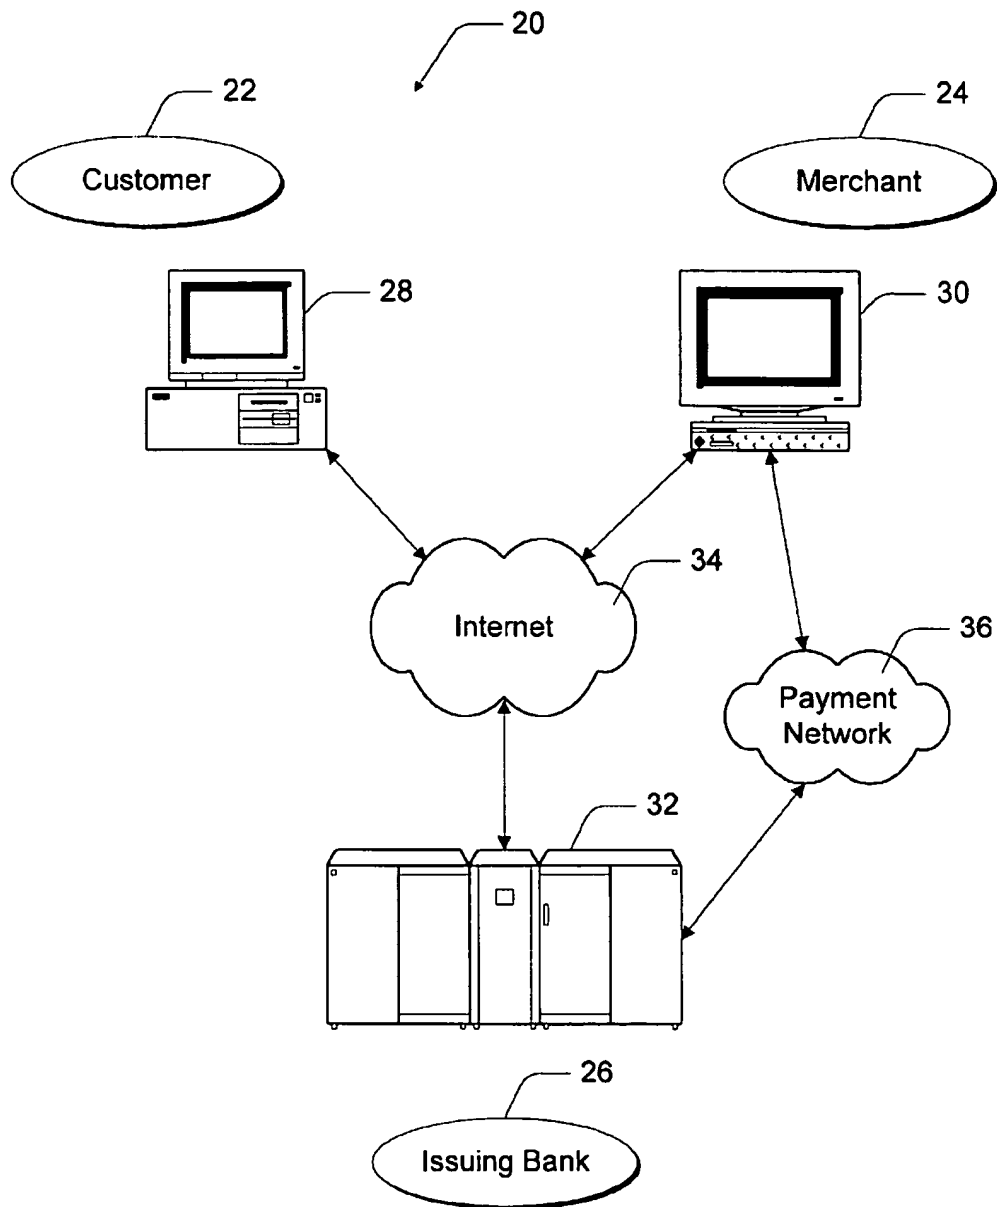 20
22
24
Customer
Merchant
28
30
34
Internet
36
Payment
Network
32
26
Issuing Bank